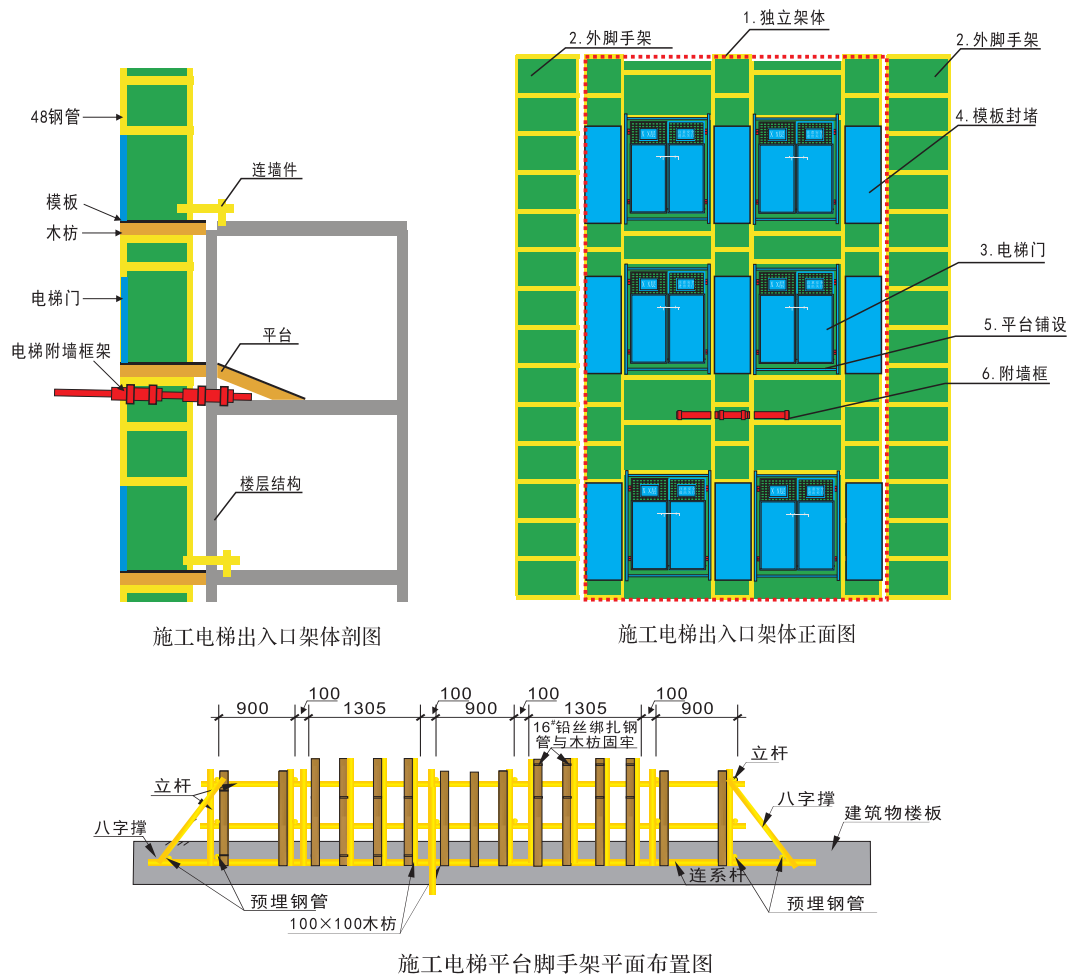 48钢管
模板
木枋
电梯门
电梯附墙框架
连墙件
平台
楼层结构
施工电梯出入口架体剖图
1.独立架体
2.外脚手架
2.外脚手架
4.模板封堵
3.电梯门
5.平台铺设
6.附墙框
施工电梯出入口架体正面图
100
100
100
100
900
1305
900
1305
900
16#铅丝绑扎钢
管与木枋固牢
立杆
立杆
八字撑
八字撑
建筑物楼板
连系杆
预埋钢管
预埋钢管
100×100木枋
施工电梯平台脚手架平面布置图